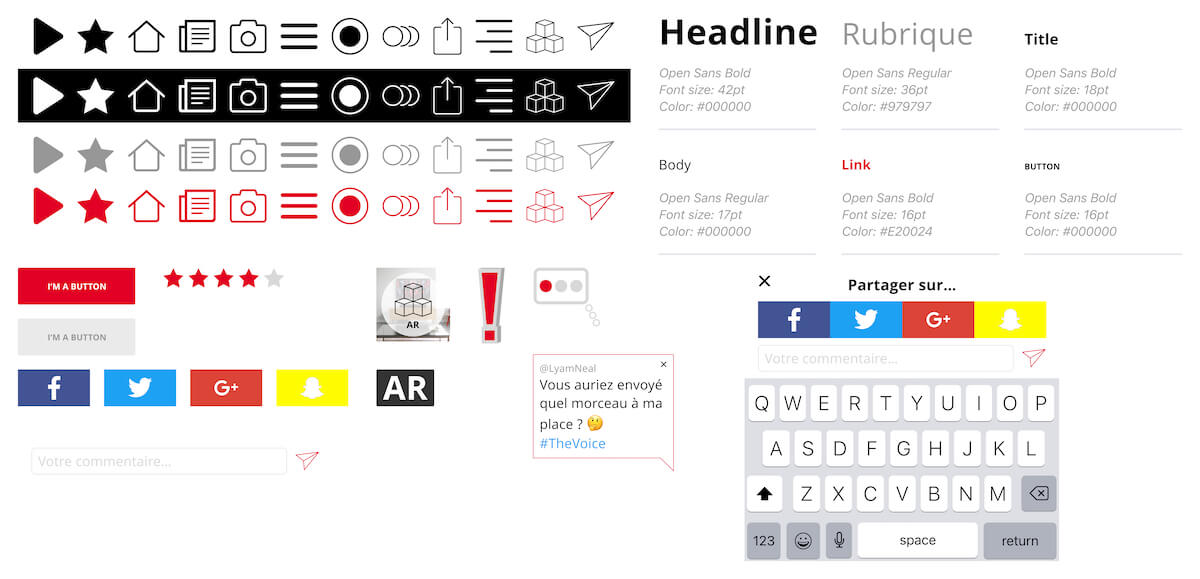 Headline
Open Sans Bold
Font size: 42pt
Color: #000000
Rubrique
Open Sans Regular
Font size: 36pt
Color: #979797
Title
Open Sans Bold
Font size: 18pt
Color: #000000
Body
Open Sans Regular
Font size: 17pt
Color: #000000
Link
Open Sans Bold
Font size: 16pt
Color: #E20024
BUTTON
Open Sans Bold
Font size: 16pt
Color: #000000
I'M A BUTTON
I'M A BUTTON
f
G+
AR
AR
@LyamNeal
Vous auriez envoyé
quel morceau à ma
place ? 🤔
#TheVoice
Votre commentaire...
Partager sur...
f
G+
Votre commentaire...
Q W E R T Y U I O P
A S D F G H J K L
Z X C V B N M
123 space return